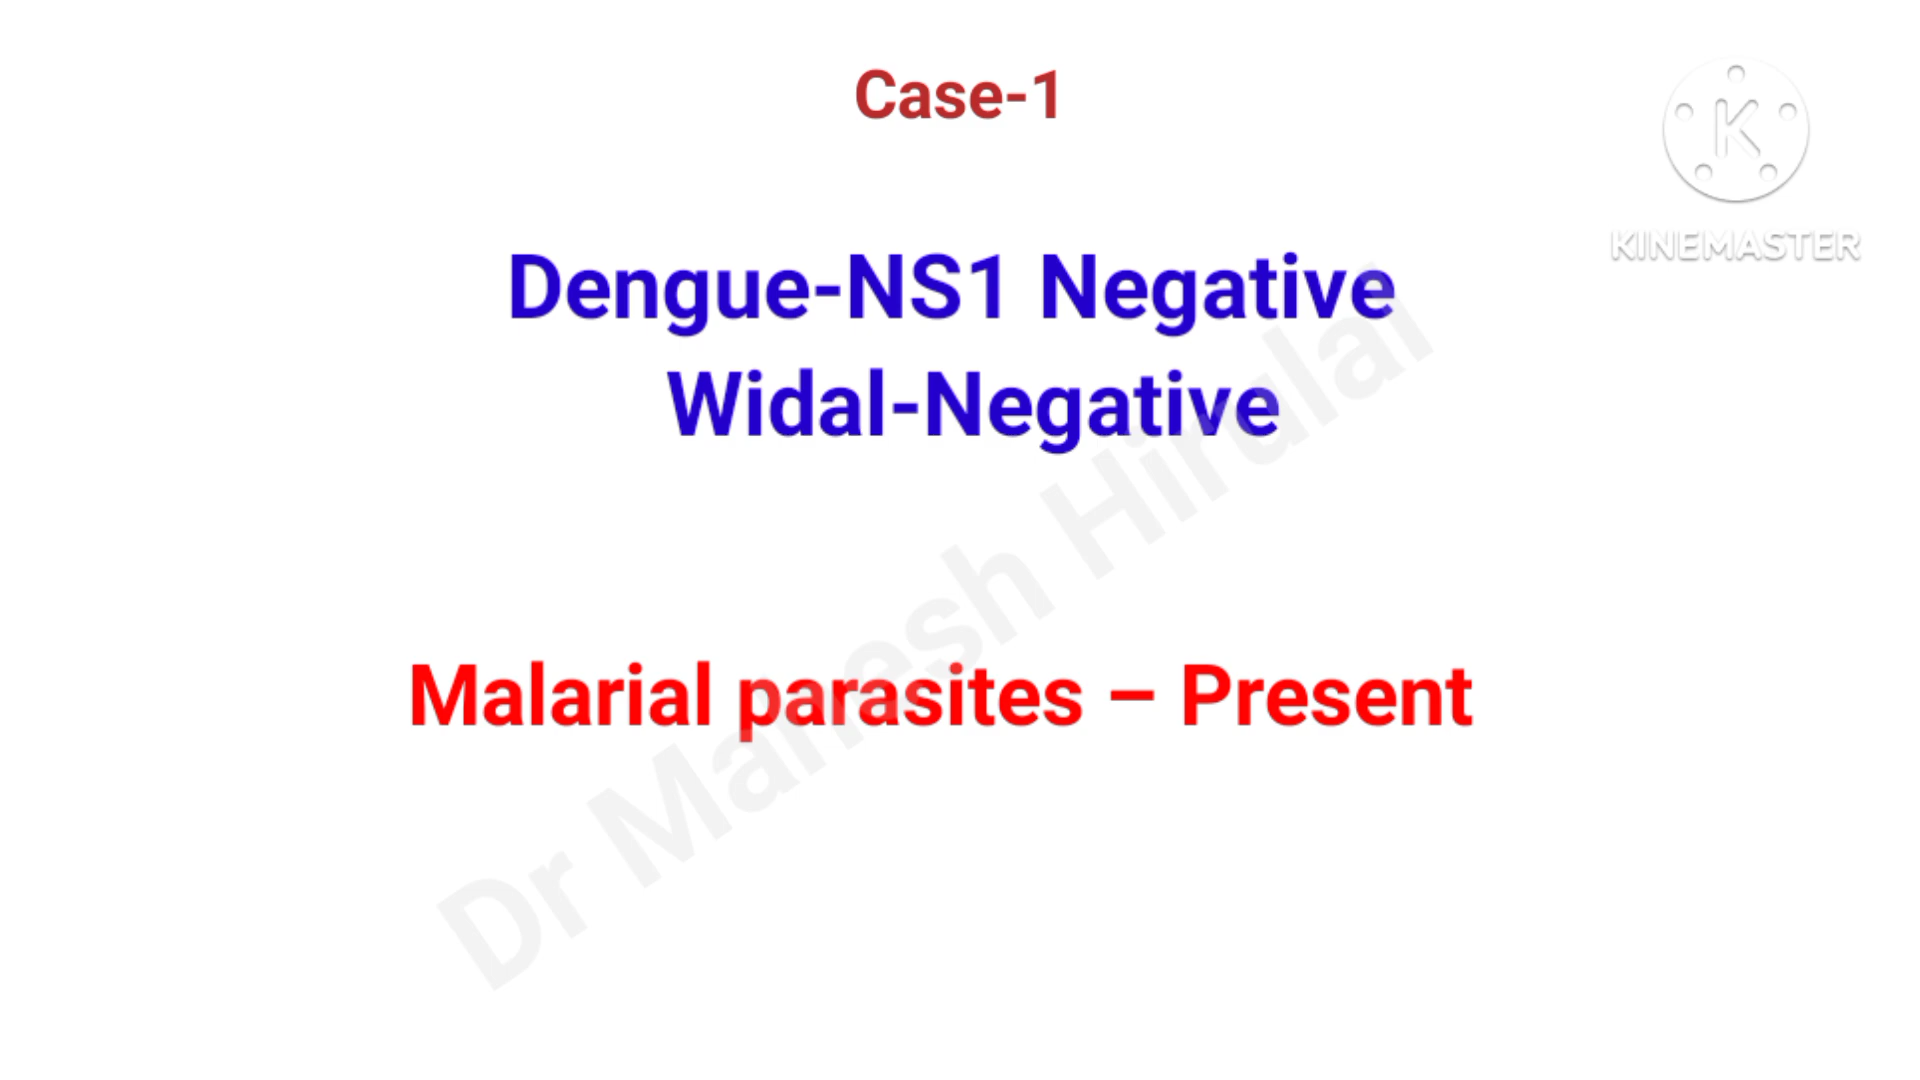 Case-1
KINEMASTER
Dengue-NS1 Negative
Widal-Negative
Malarial parasites – Present
Dr Mahesh Hirulal